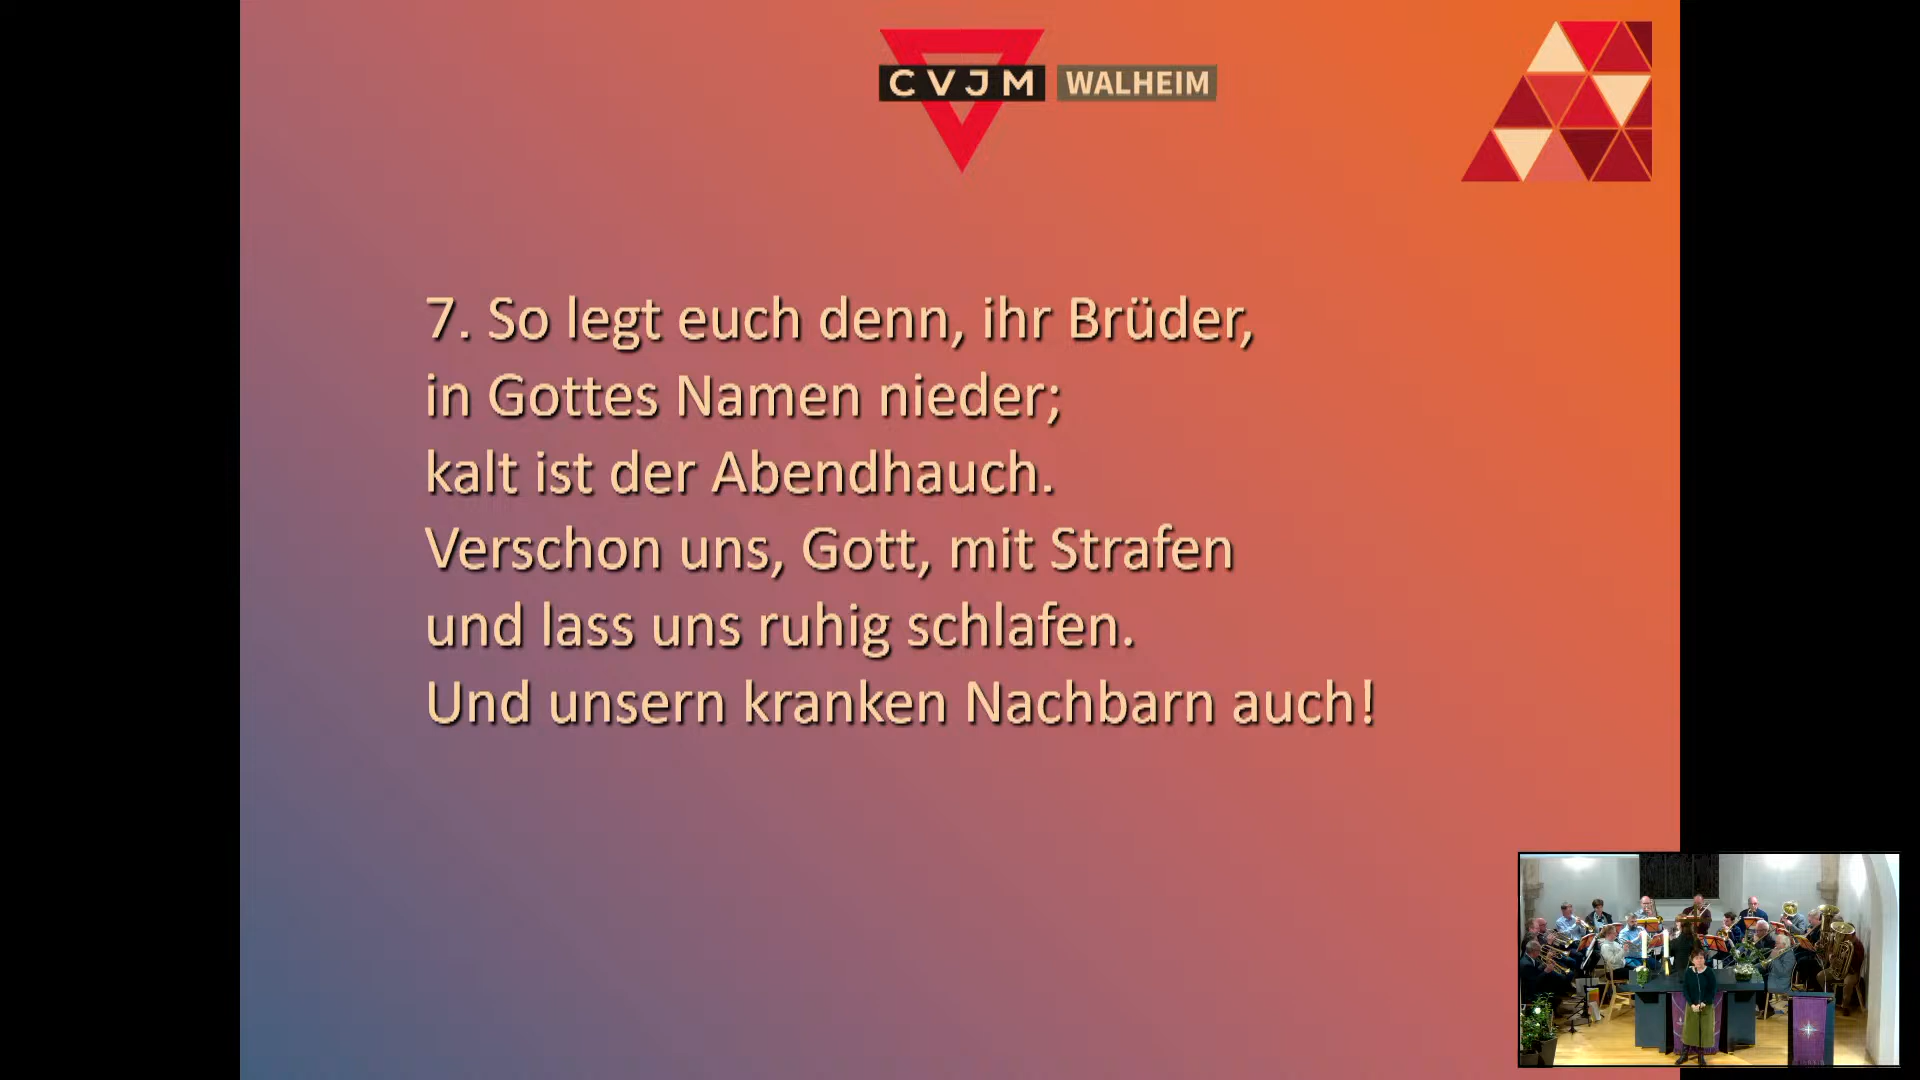 CVJM WALHEIM
7. So legt euch denn, ihr Brüder,
in Gottes Namen nieder;
kalt ist der Abendhauch.
Verschon uns, Gott, mit Strafen
und lass uns ruhig schlafen.
Und unsern kranken Nachbarn auch!